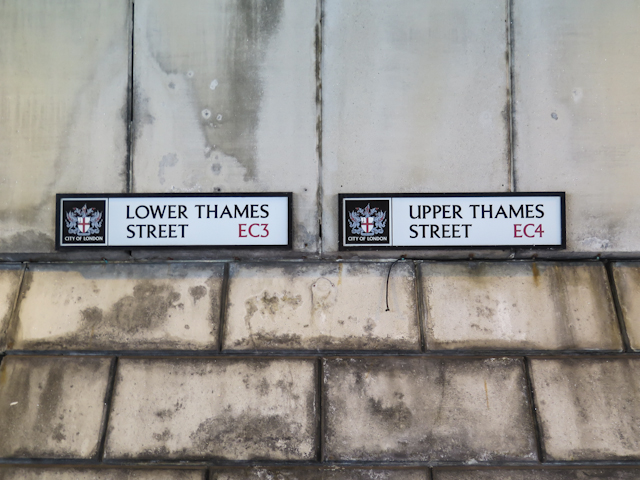 LOWER THAMES
STREET EC3
CITY OF LONDON
UPPER THAMES
STREET EC4
CITY OF LONDON